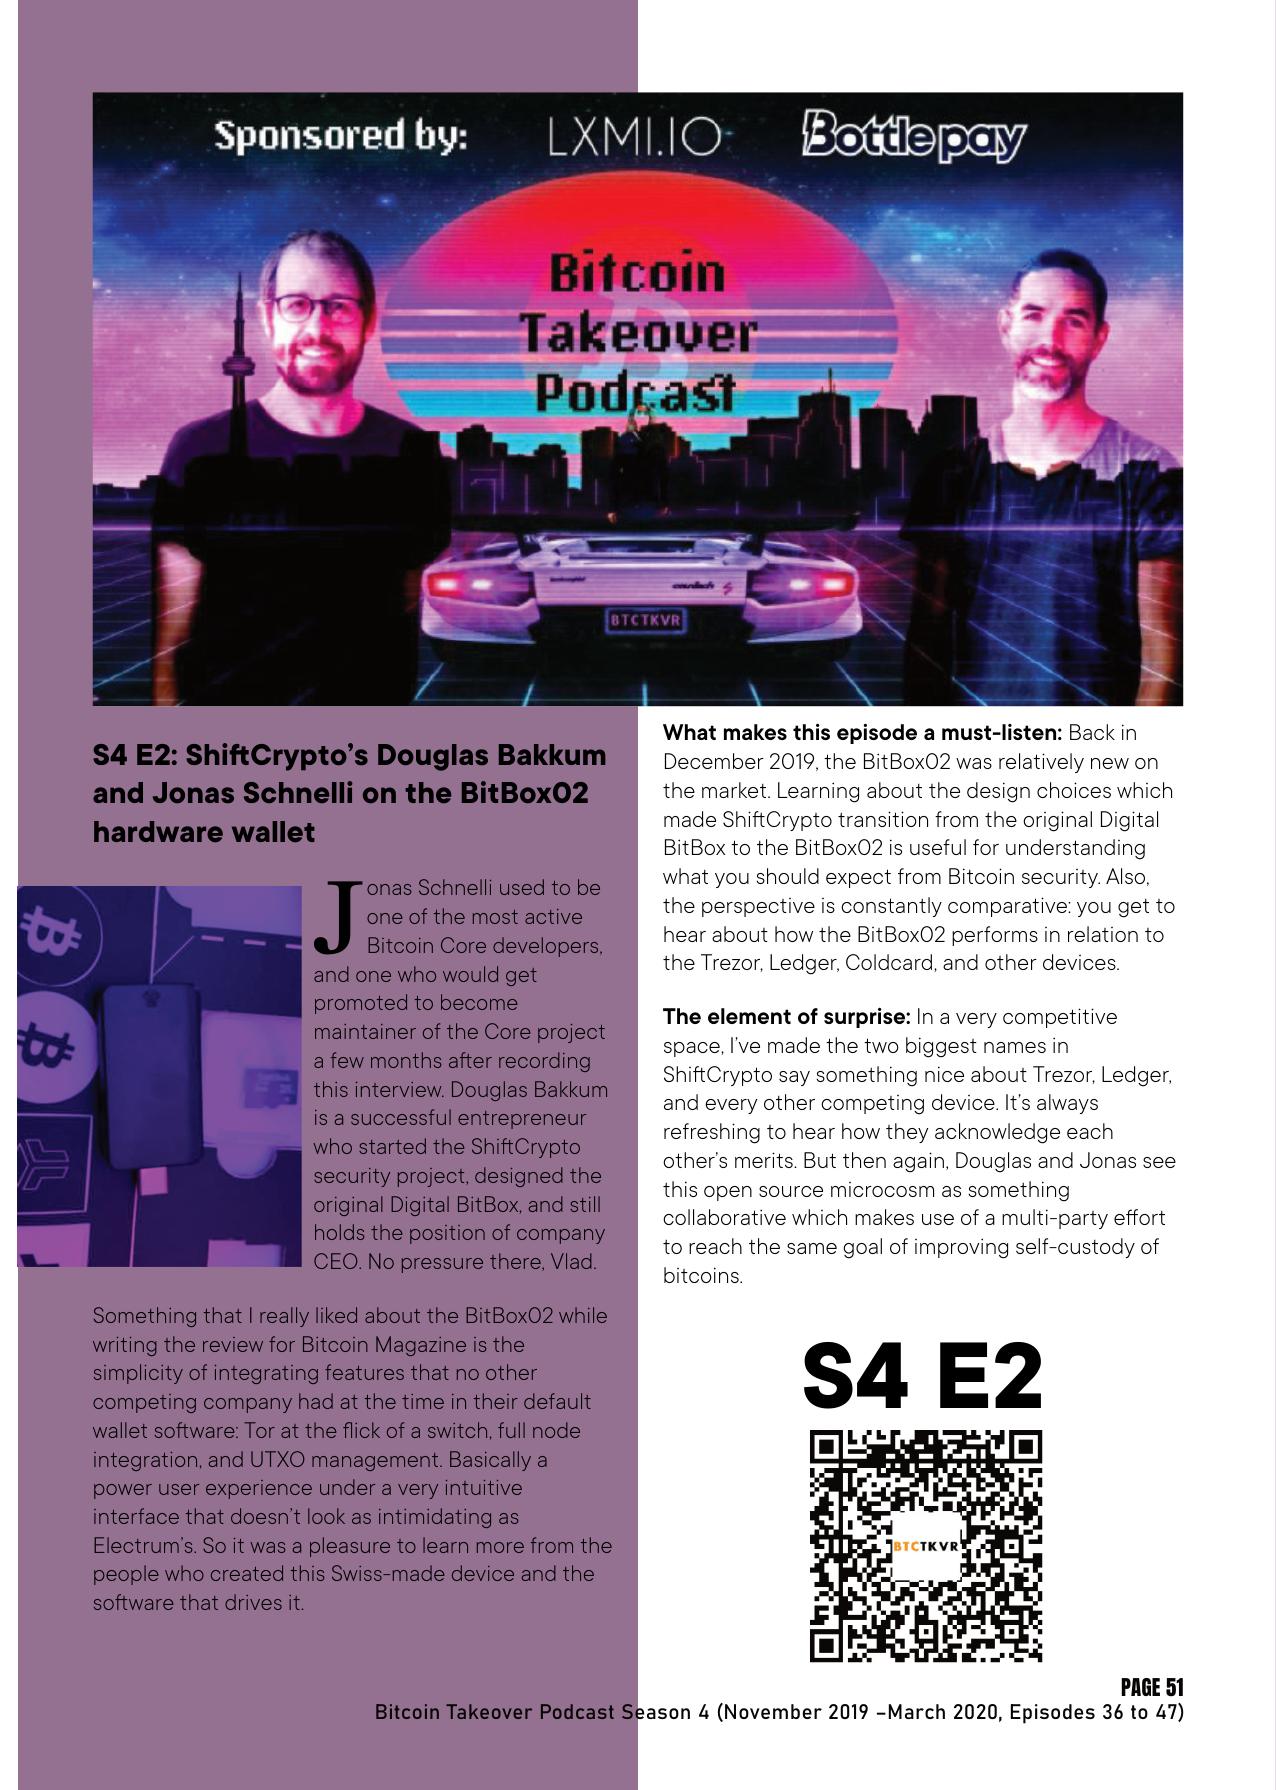 Sponsored by: LXMI.IO Bottlepay
Bitcoin
Takeover
Podcast
BTCTKVR
S4 E2: ShiftCrypto’s Douglas Bakkum
and Jonas Schnelli on the BitBox02
hardware wallet
Jonas Schnelli used to be
one of the most active
Bitcoin Core developers,
and one who would get
promoted to become
maintainer of the Core project
a few months after recording
this interview. Douglas Bakkum
is a successful entrepreneur
who started the ShiftCrypto
security project, designed the
original Digital BitBox, and still
holds the position of company
CEO. No pressure there, Vlad.
Something that I really liked about the BitBox02 while
writing the review for Bitcoin Magazine is the
simplicity of integrating features that no other
competing company had at the time in their default
wallet software: Tor at the flick of a switch, full node
integration, and UTXO management. Basically a
power user experience under a very intuitive
interface that doesn’t look as intimidating as
Electrum’s. So it was a pleasure to learn more from the
people who created this Swiss-made device and the
software that drives it.
What makes this episode a must-listen: Back in
December 2019, the BitBox02 was relatively new on
the market. Learning about the design choices which
made ShiftCrypto transition from the original Digital
BitBox to the BitBox02 is useful for understanding
what you should expect from Bitcoin security. Also,
the perspective is constantly comparative: you get to
hear about how the BitBox02 performs in relation to
the Trezor, Ledger, Coldcard, and other devices.
The element of surprise: In a very competitive
space, I’ve made the two biggest names in
ShiftCrypto say something nice about Trezor, Ledger,
and every other competing device. It’s always
refreshing to hear how they acknowledge each
other’s merits. But then again, Douglas and Jonas see
this open source microcosm as something
collaborative which makes use of a multi-party effort
to reach the same goal of improving self-custody of
bitcoins.
S4 E2
BTCTKVR
PAGE 51
Bitcoin Takeover Podcast Season 4 (November 2019 –March 2020, Episodes 36 to 47)